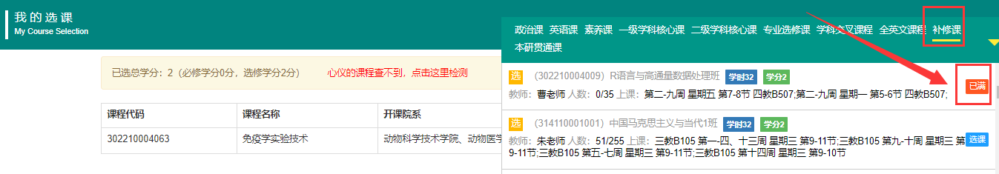 我的选课
My Course Selection
已选总学分：2（必修学分0分，选修学分2分） 心仪的课程查不到，点击这里检测
课程代码 课程名称 开课院系
302210004063 免疫学实验技术 动物科学技术学院、动物医学
政治课 英语课 素养课 一级学科核心课 二级学科核心课 专业选修课 学科交叉课程 全英文课程 补修课
本研贯通课
选 （302210004009）R语言与高通量数据处理班 学时32 学分2
教师：曹老师 人数：0/35 上课：第二-九周 星期五 第7-8节 四教B507;第二-九周 星期一 第5-6节 四教B507;
已满
选 （314110001001）中国马克思主义与当代1班 学时32 学分2
教师：朱老师 人数：51/255 上课：三教B105 第一-四、十三周 星期三 第9-11节;三教B105 第九-十周 星期三 第
9-11节;三教B105 第五-七周 星期三 第9-11节;三教B105 第十四周 星期三 第9-10节
选课